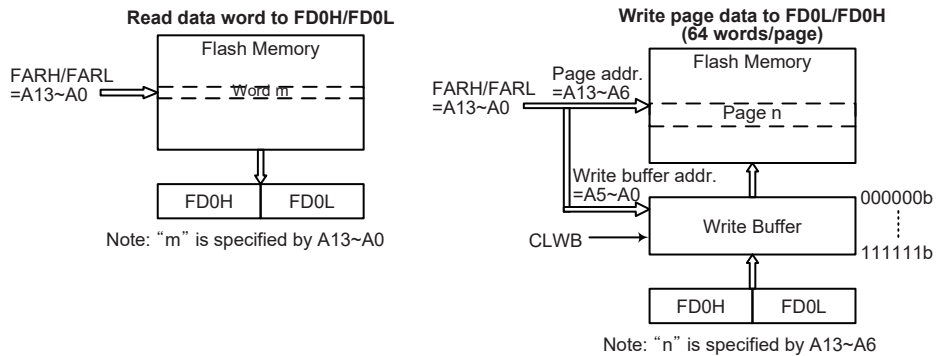 Read data word to FD0H/FD0L
Flash Memory
FARH/FARL
=A13~A0
Word m
FD0H
FD0L
Note: “m” is specified by A13~A0
Write page data to FD0L/FD0H
(64 words/page)
Flash Memory
Page addr.
=A13~A6
FARH/FARL
=A13~A0
Page n
Write buffer addr.
=A5~A0
Write Buffer
000000b
111111b
CLWB
FD0H
FD0L
Note: “n” is specified by A13~A6